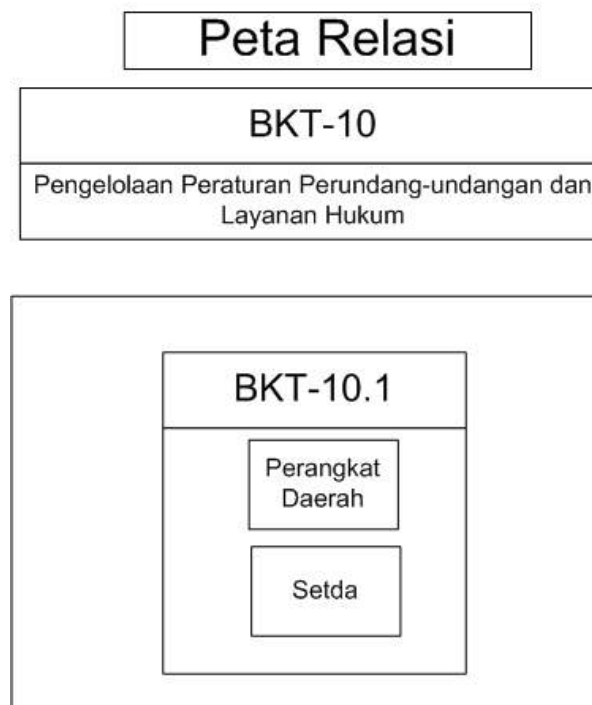 Peta Relasi
BKT-10
Pengelolaan Peraturan Perundang-undangan dan
Layanan Hukum
BKT-10.1
Perangkat
Daerah
Setda